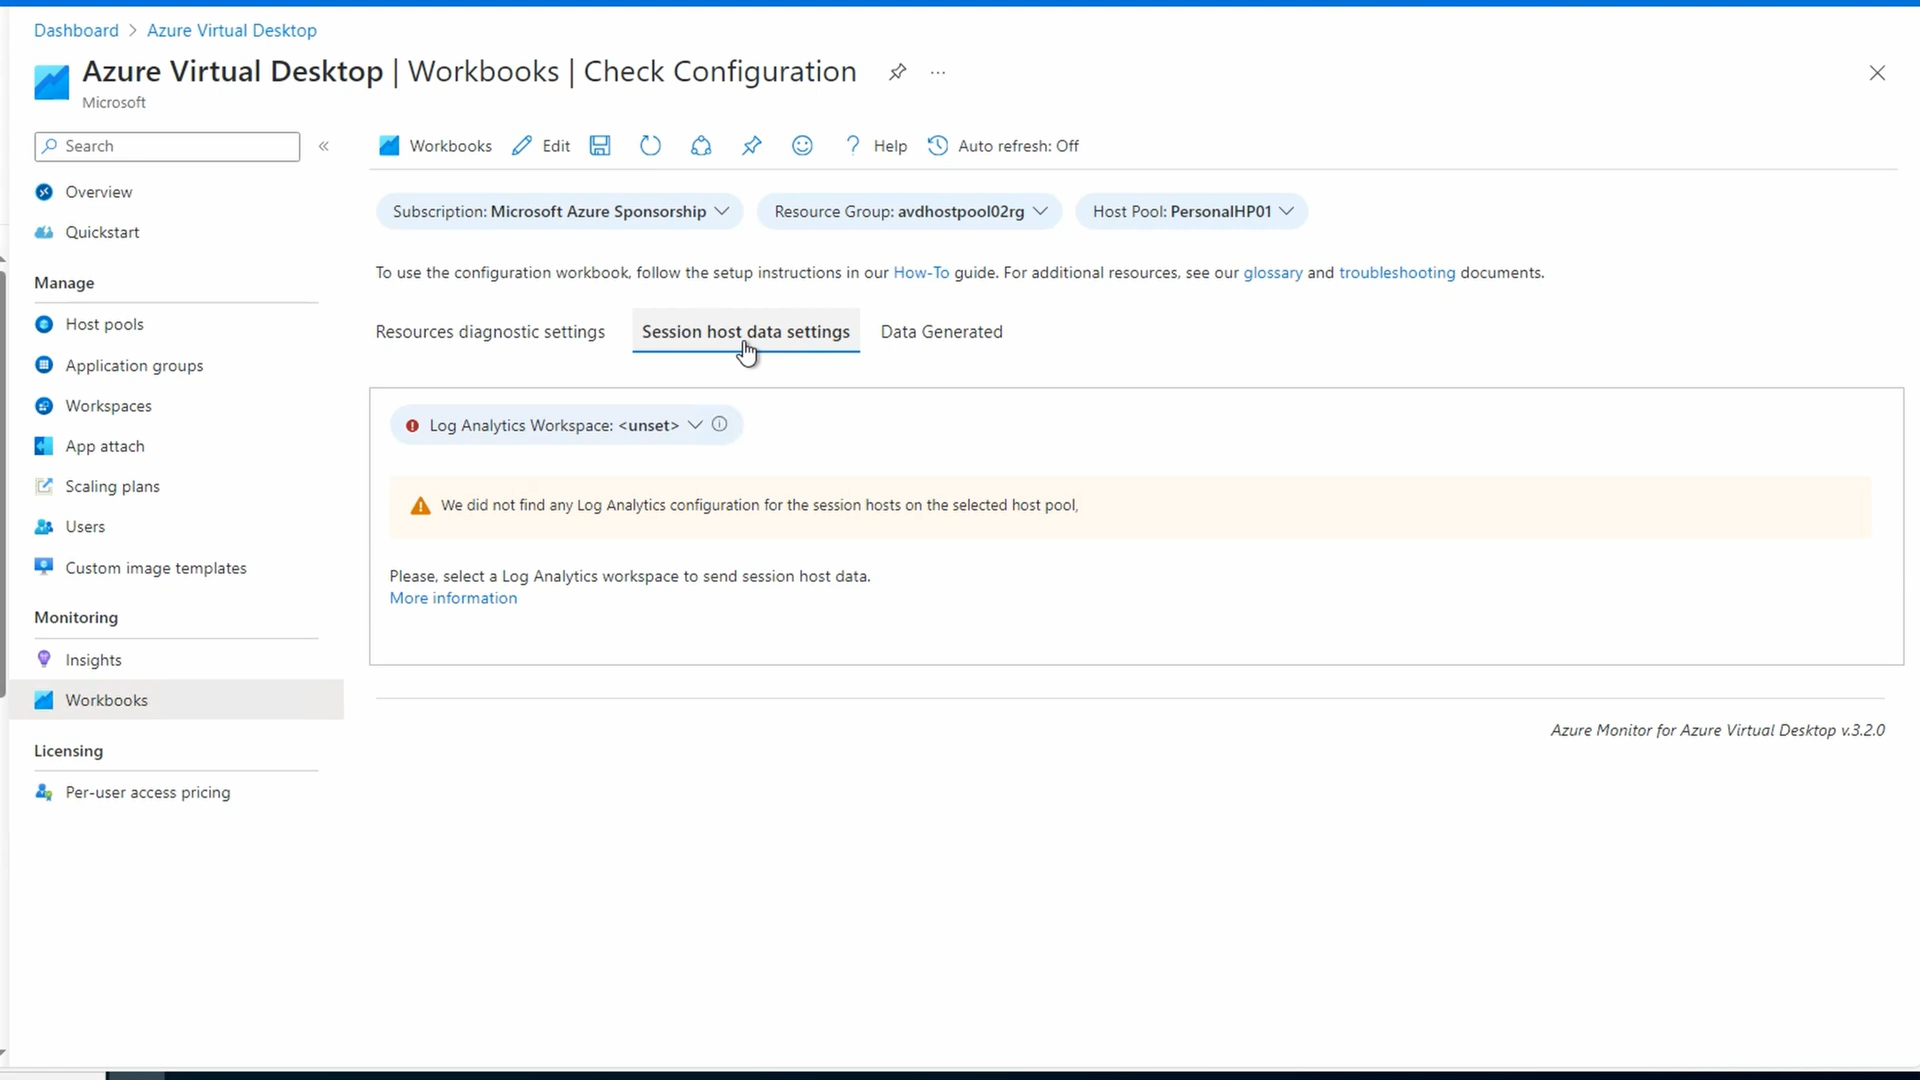 Dashboard > Azure Virtual Desktop
Azure Virtual Desktop | Workbooks | Check Configuration
Microsoft
Search
Overview
Quickstart
Manage
Host pools
Application groups
Workspaces
App attach
Scaling plans
Users
Custom image templates
Monitoring
Insights
Workbooks
Licensing
Per-user access pricing
Workbooks Edit Help Auto refresh: Off
Subscription: Microsoft Azure Sponsorship Resource Group: avdhostpool02rg Host Pool: PersonalHP01
To use the configuration workbook, follow the setup instructions in our How-To guide. For additional resources, see our glossary and troubleshooting documents.
Resources diagnostic settings Session host data settings Data Generated
Log Analytics Workspace: <unset>
We did not find any Log Analytics configuration for the session hosts on the selected host pool,
Please, select a Log Analytics workspace to send session host data.
More information
Azure Monitor for Azure Virtual Desktop v.3.2.0